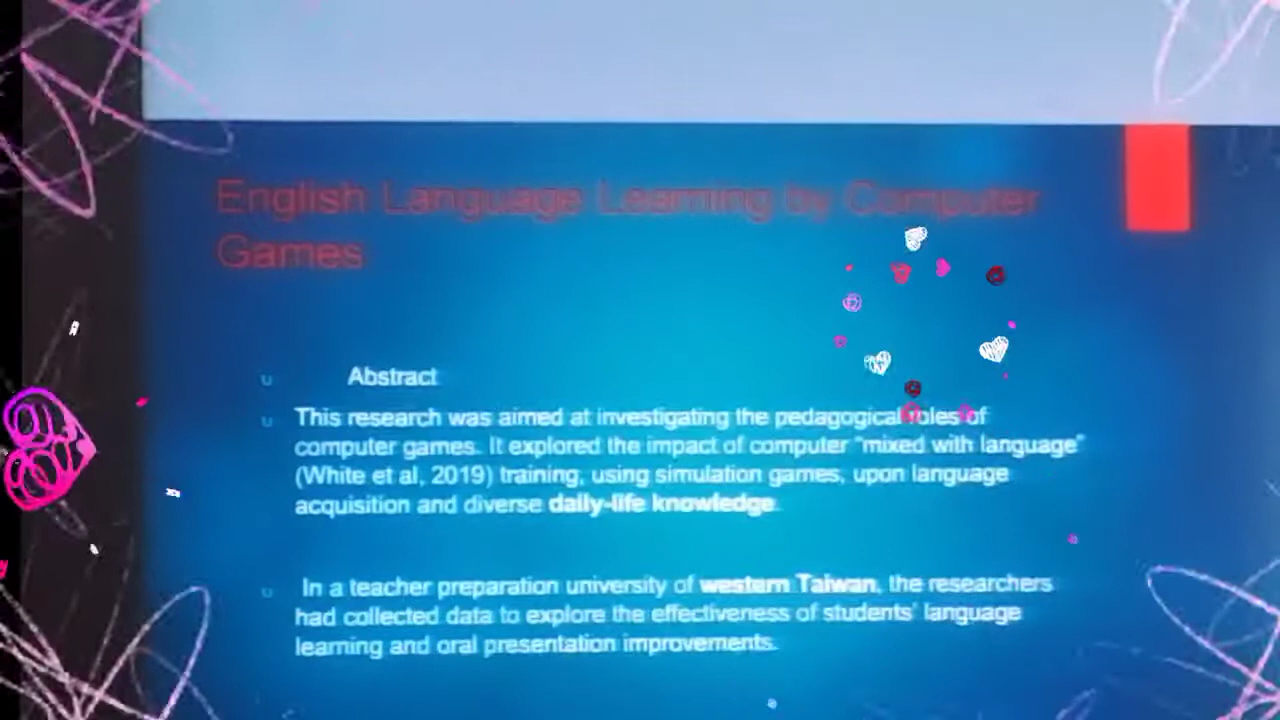 English Language Learning by Computer
Games
Abstract
This research was aimed at investigating the pedagogical roles of
computer games. It explored the impact of computer "mixed with language"
(White et al, 2019) training, using simulation games, upon language
acquisition and diverse daily-life knowledge.
In a teacher preparation university of western Taiwan, the researchers
had collected data to explore the effectiveness of students' language
learning and oral presentation improvements.